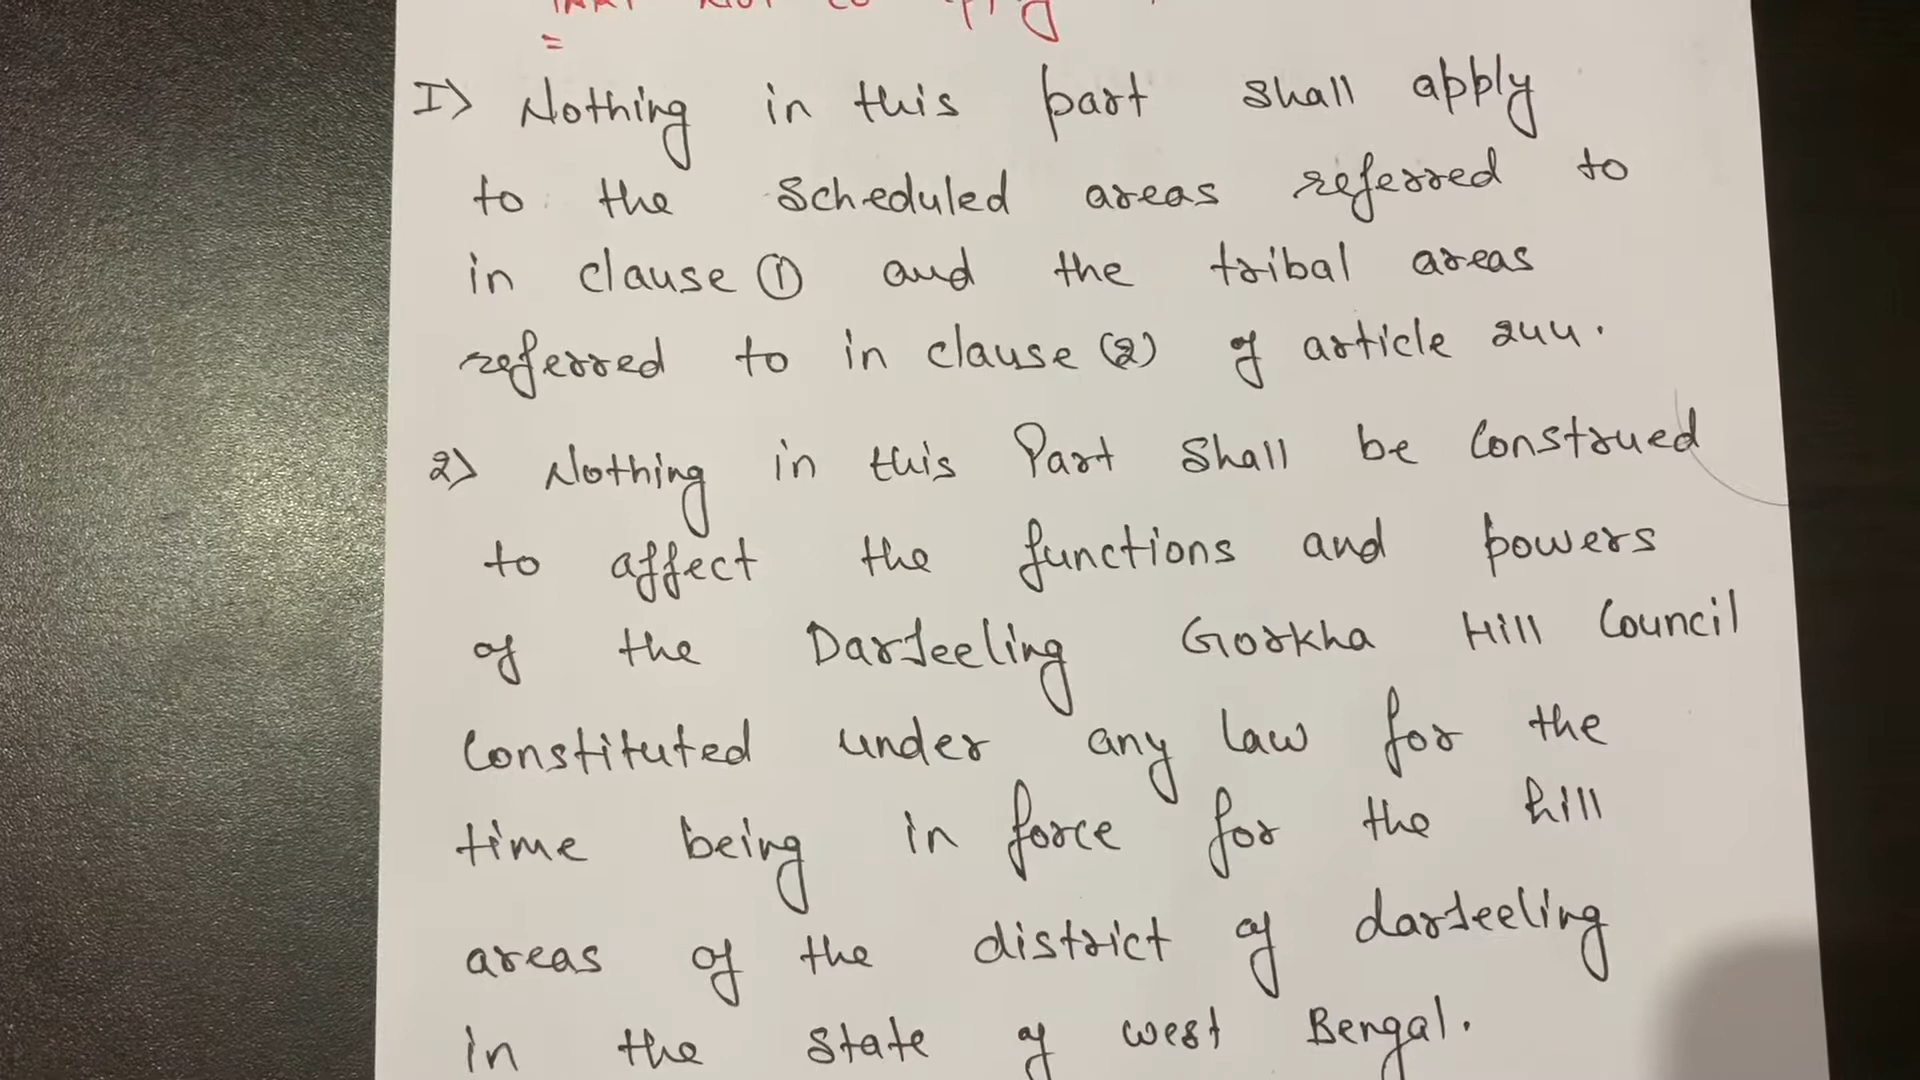 I) Nothing in this part shall apply
to the Scheduled areas referred to
in clause ① and the tribal areas
referred to in clause (2) of article 244.
2) Nothing in this Part Shall be Construed
to affect the functions and powers
of the Darjeeling Gorkha Hill Council
Constituted under any law for the
time being in force for the hill
areas of the district of darjeeling
in the state of west Bengal.